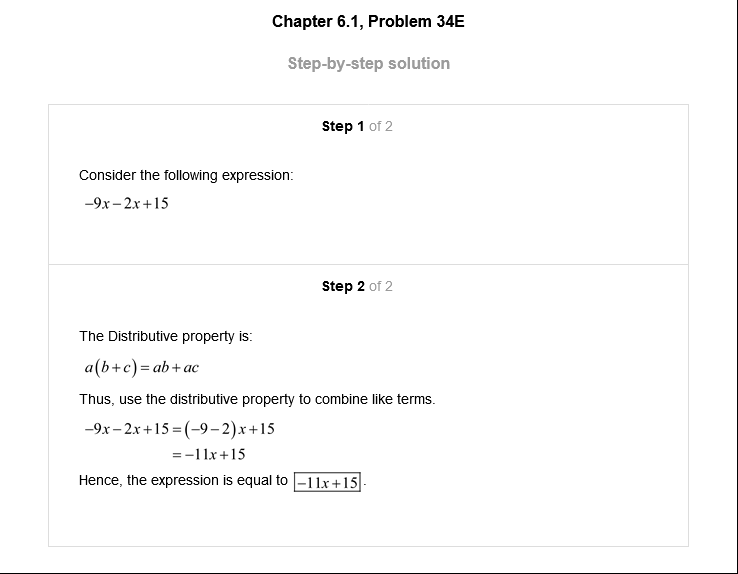 Chapter 6.1, Problem 34E
Step-by-step solution
Step 1 of 2
Consider the following expression:
−9x − 2x + 15
Step 2 of 2
The Distributive property is:
a(b + c) = ab + ac
Thus, use the distributive property to combine like terms.
−9x − 2x + 15 = (−9 − 2)x + 15
= −11x + 15
Hence, the expression is equal to −11x + 15.